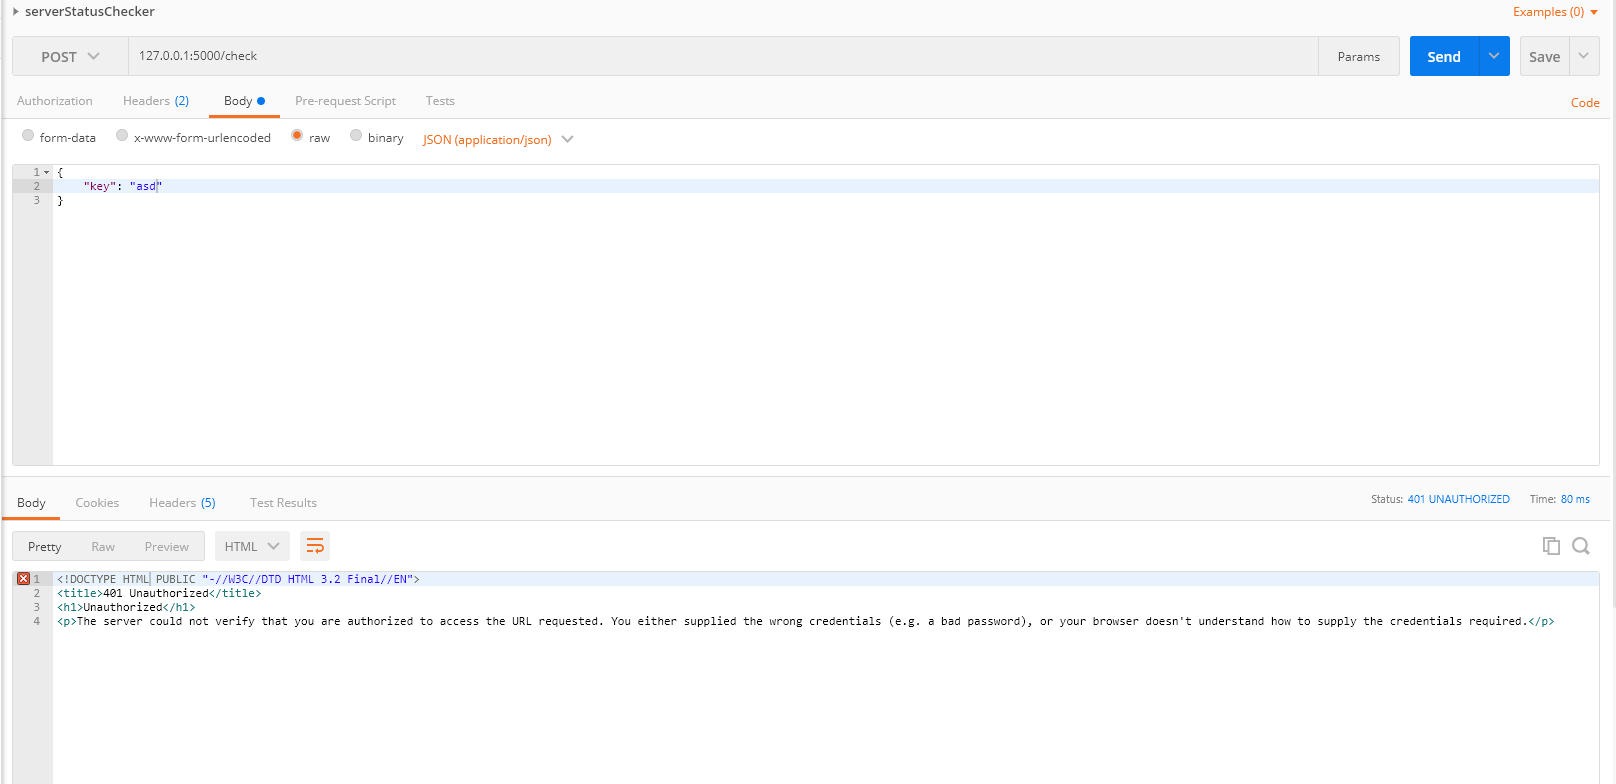 serverStatusChecker
Examples (0)
POST 127.0.0.1:5000/check Params Send Save
Authorization Headers (2) Body Pre-request Script Tests Code
form-data x-www-form-urlencoded raw binary JSON (application/json)
1 {
2 "key": "asd"
3 }
Body Cookies Headers (5) Test Results Status: 401 UNAUTHORIZED Time: 80 ms
Pretty Raw Preview HTML
1 <!DOCTYPE HTML PUBLIC "-//W3C//DTD HTML 3.2 Final//EN">
2 <title>401 Unauthorized</title>
3 <h1>Unauthorized</h1>
4 <p>The server could not verify that you are authorized to access the URL requested. You either supplied the wrong credentials (e.g. a bad password), or your browser doesn't understand how to supply the credentials required.</p>